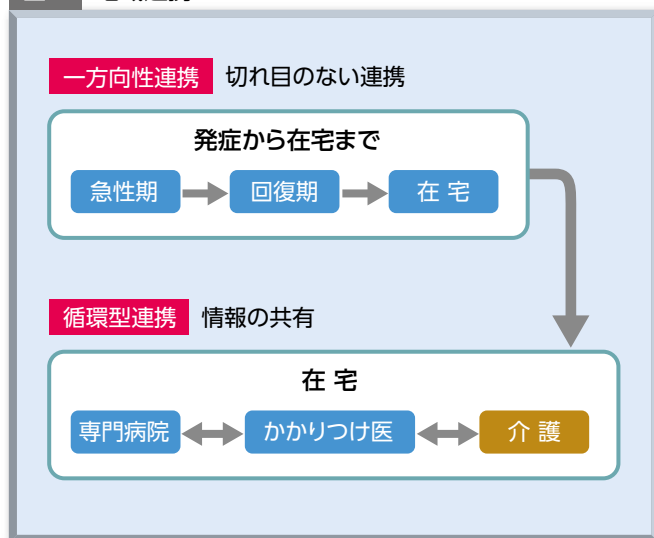 一方向性連携 切れ目のない連携
発症から在宅まで
急性期 回復期 在 宅
循環型連携 情報の共有
在 宅
専門病院 かかりつけ医 介 護